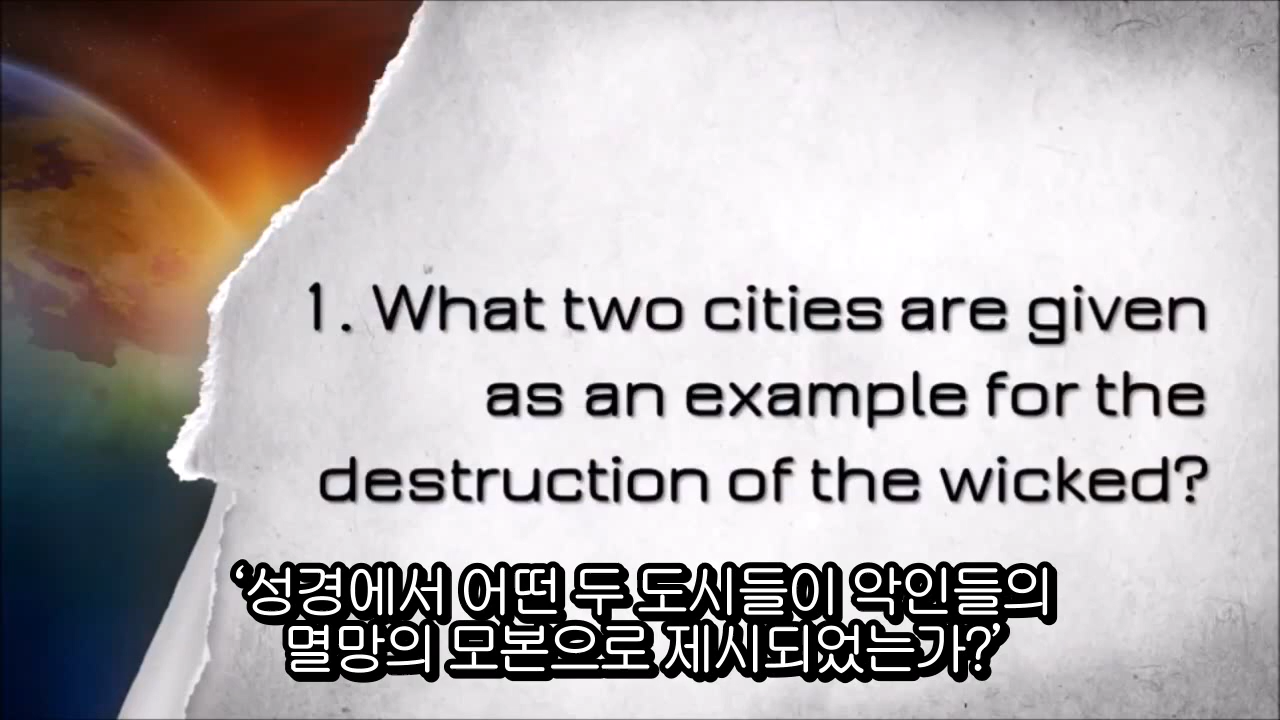 1. What two cities are given
as an example for the
destruction of the wicked?
‘성경에서 어떤 두 도시들이 악인들의
멸망의 모본으로 제시되었는가?’